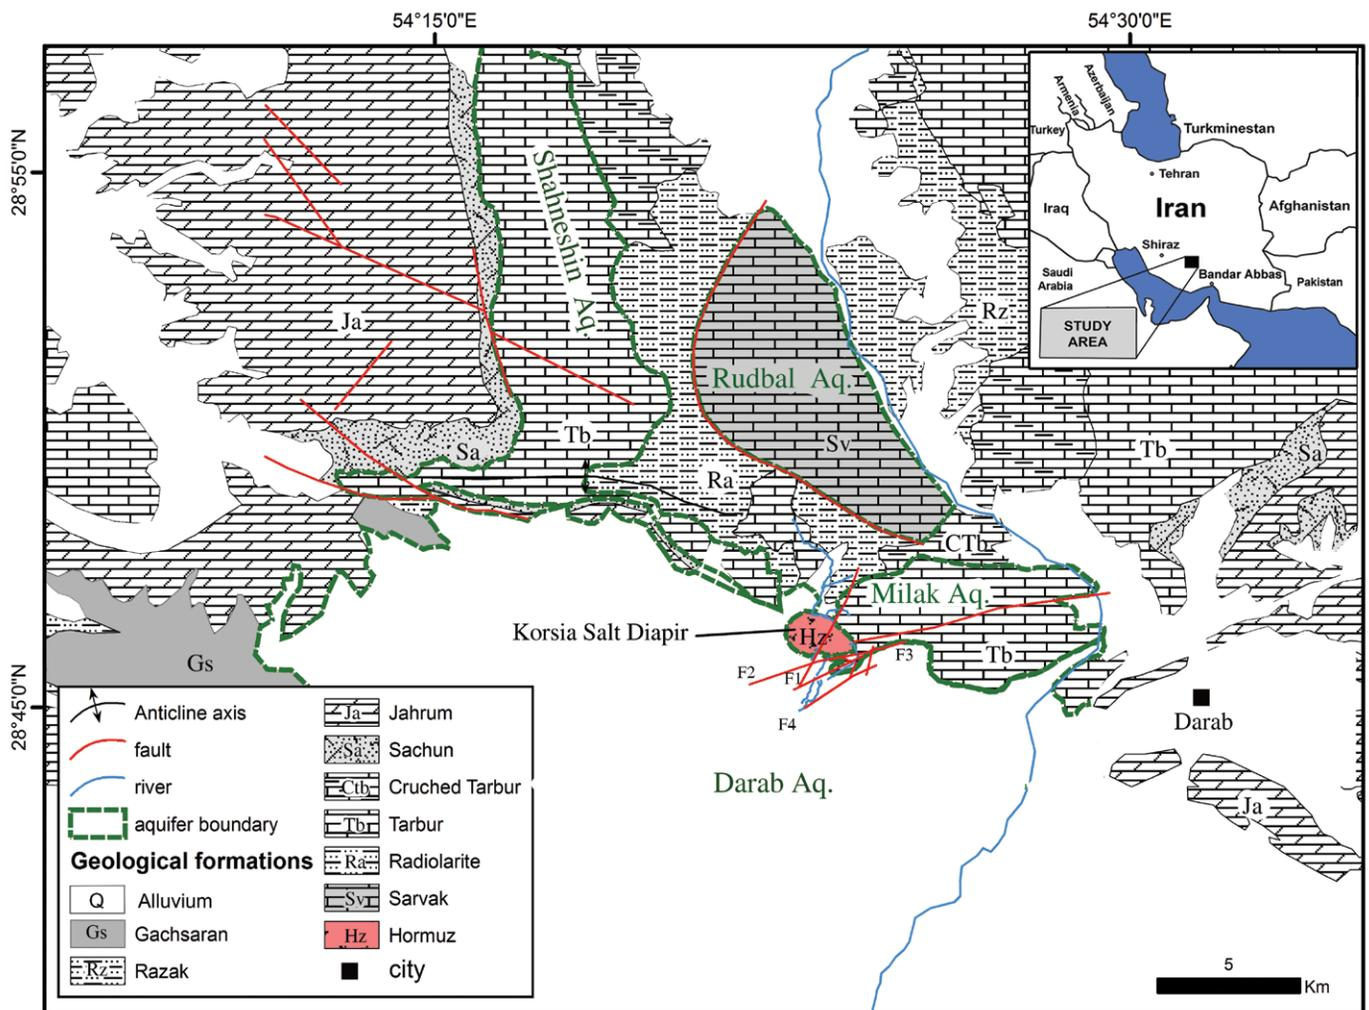 54°15'0"E
54°30'0"E
28°55'0"N
28°45'0"N
Armenia
Azerbaijan
Turkey
Turkminestan
Tehran
Iraq
Iran
Afghanistan
Shiraz
Saudi
Arabia
Bandar Abbas
Pakistan
STUDY
AREA
Shahneshin Aq.
Ja
Rz
Rudbal Aq.
Sa
Tb
Sv
Ra
Tb
Sa
CTb
Milak Aq.
Korsia Salt Diapir
Hz
Tb
F3
F2
F1
F4
Gs
Darab
Darab Aq.
Ja
Anticline axis
fault
river
aquifer boundary
Geological formations
Q Alluvium
Gs Gachsaran
Rz Razak
Ja Jahrum
Sa Sachun
Ctb Cruched Tarbur
Tb Tarbur
Ra Radiolarite
Sv Sarvak
Hz Hormuz
city
5
Km